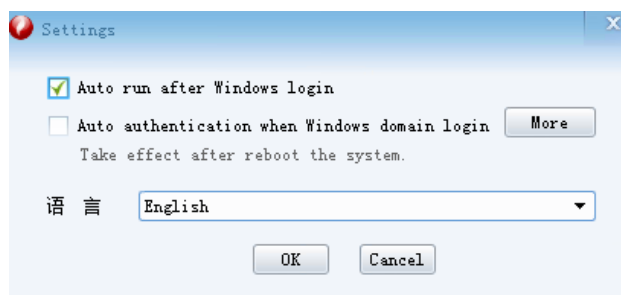 Settings
Auto run after Windows login
Auto authentication when Windows domain login More
Take effect after reboot the system.
语 言 English
OK Cancel